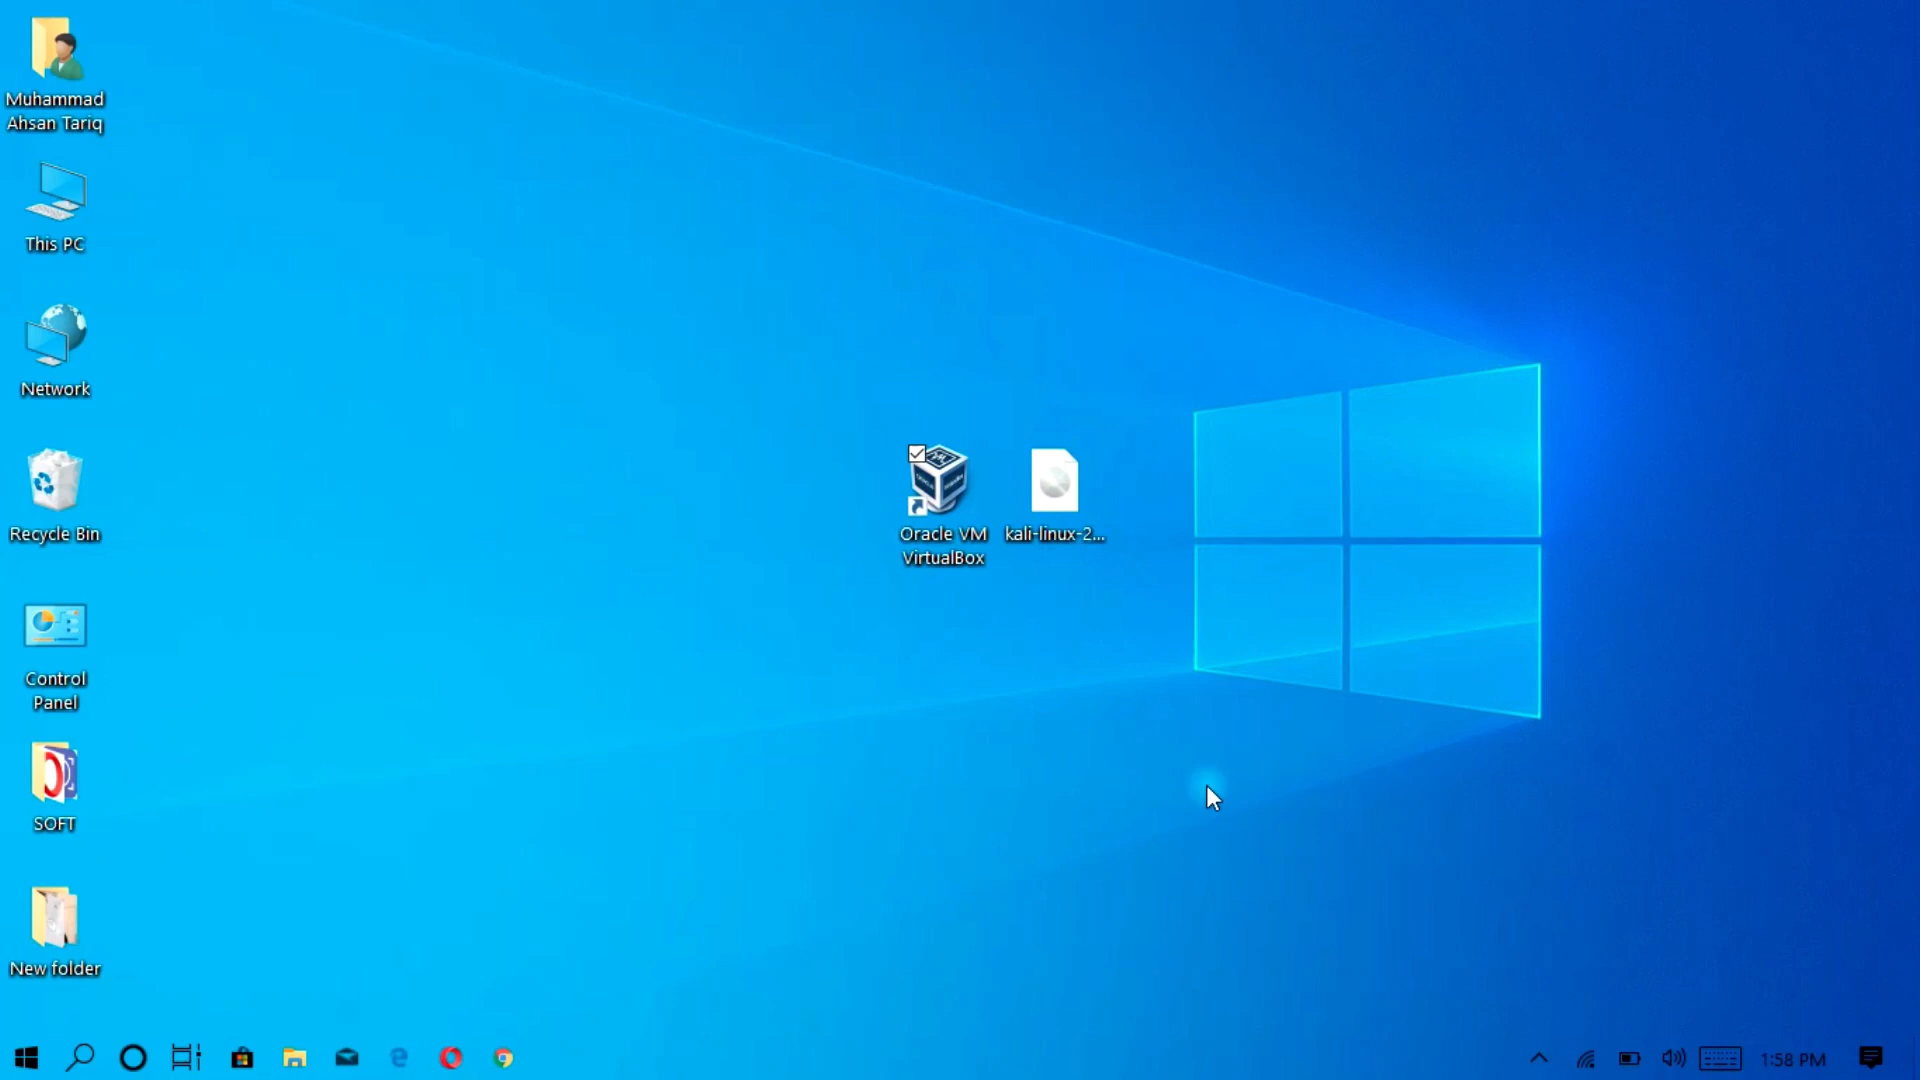 Muhammad
Ahsan Tariq
This PC
Network
Recycle Bin
Control
Panel
SOFT
New folder
Oracle VM
VirtualBox
kali-linux-2...
1:58 PM